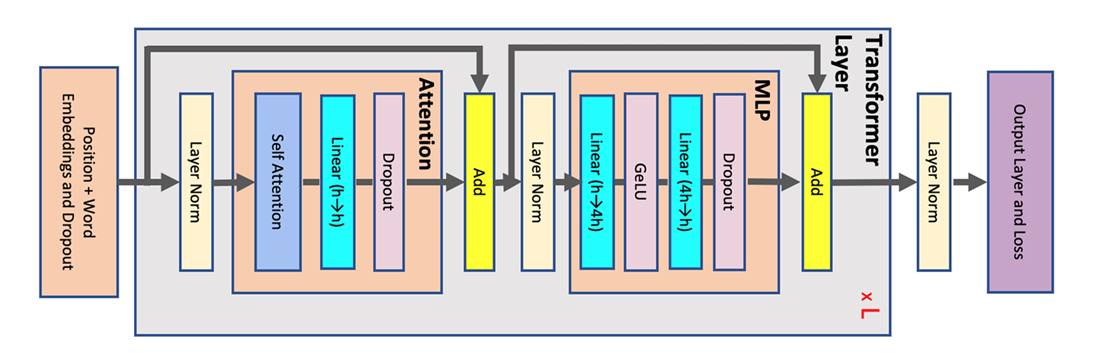 Position + Word
Embeddings and Dropout
Layer Norm
Self Attention
Linear (h→h)
Dropout
Attention
Add
Layer Norm
Linear (h→4h)
GeLU
Linear (4h→h)
Dropout
MLP
Add
Transformer
Layer
x L
Layer Norm
Output Layer and Loss